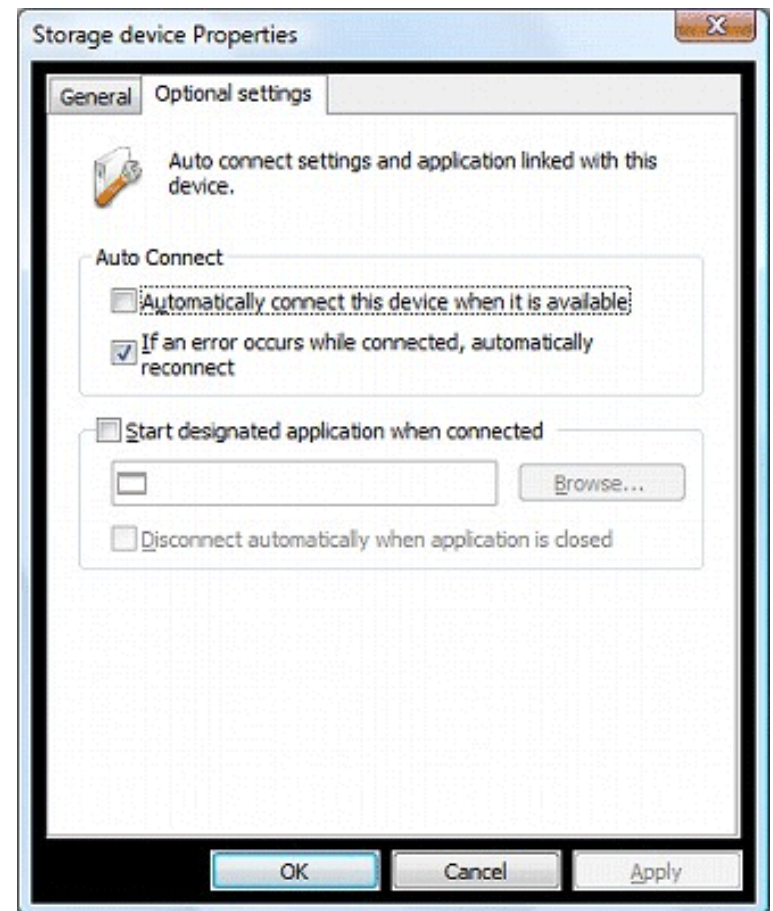 Storage device Properties
General Optional settings
Auto connect settings and application linked with this
device.
Auto Connect
Automatically connect this device when it is available
If an error occurs while connected, automatically
reconnect
Start designated application when connected
Browse...
Disconnect automatically when application is closed
OK Cancel Apply